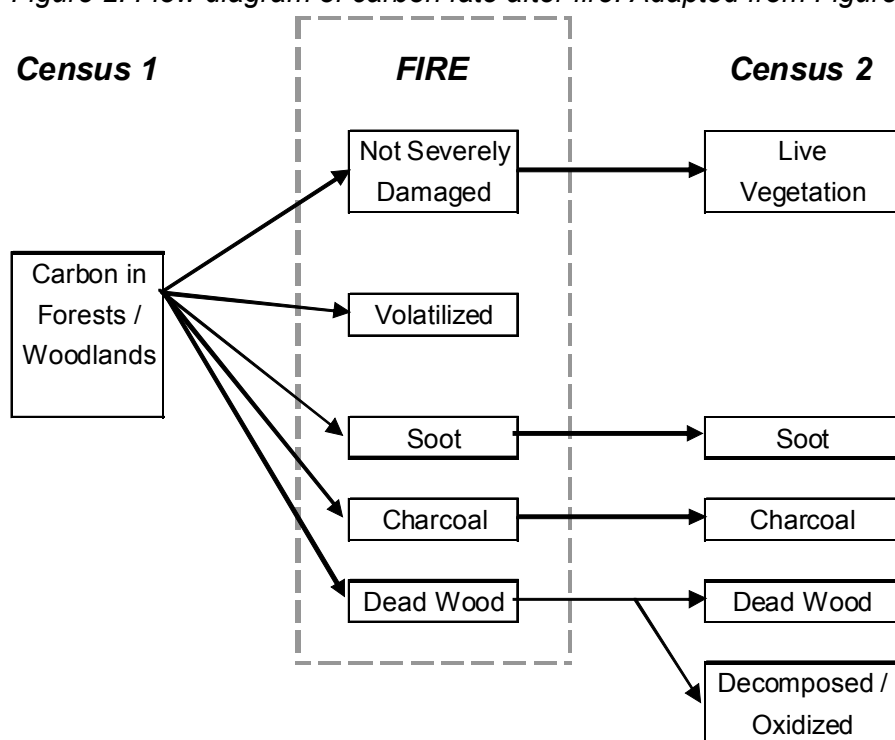 Figure 2. Flow diagram of carbon fate after fire. Adapted from Figure
Census 1
FIRE
Census 2
Not Severely
Damaged
Live
Vegetation
Carbon in
Forests /
Woodlands
Volatilized
Soot
Soot
Charcoal
Charcoal
Dead Wood
Dead Wood
Decomposed /
Oxidized